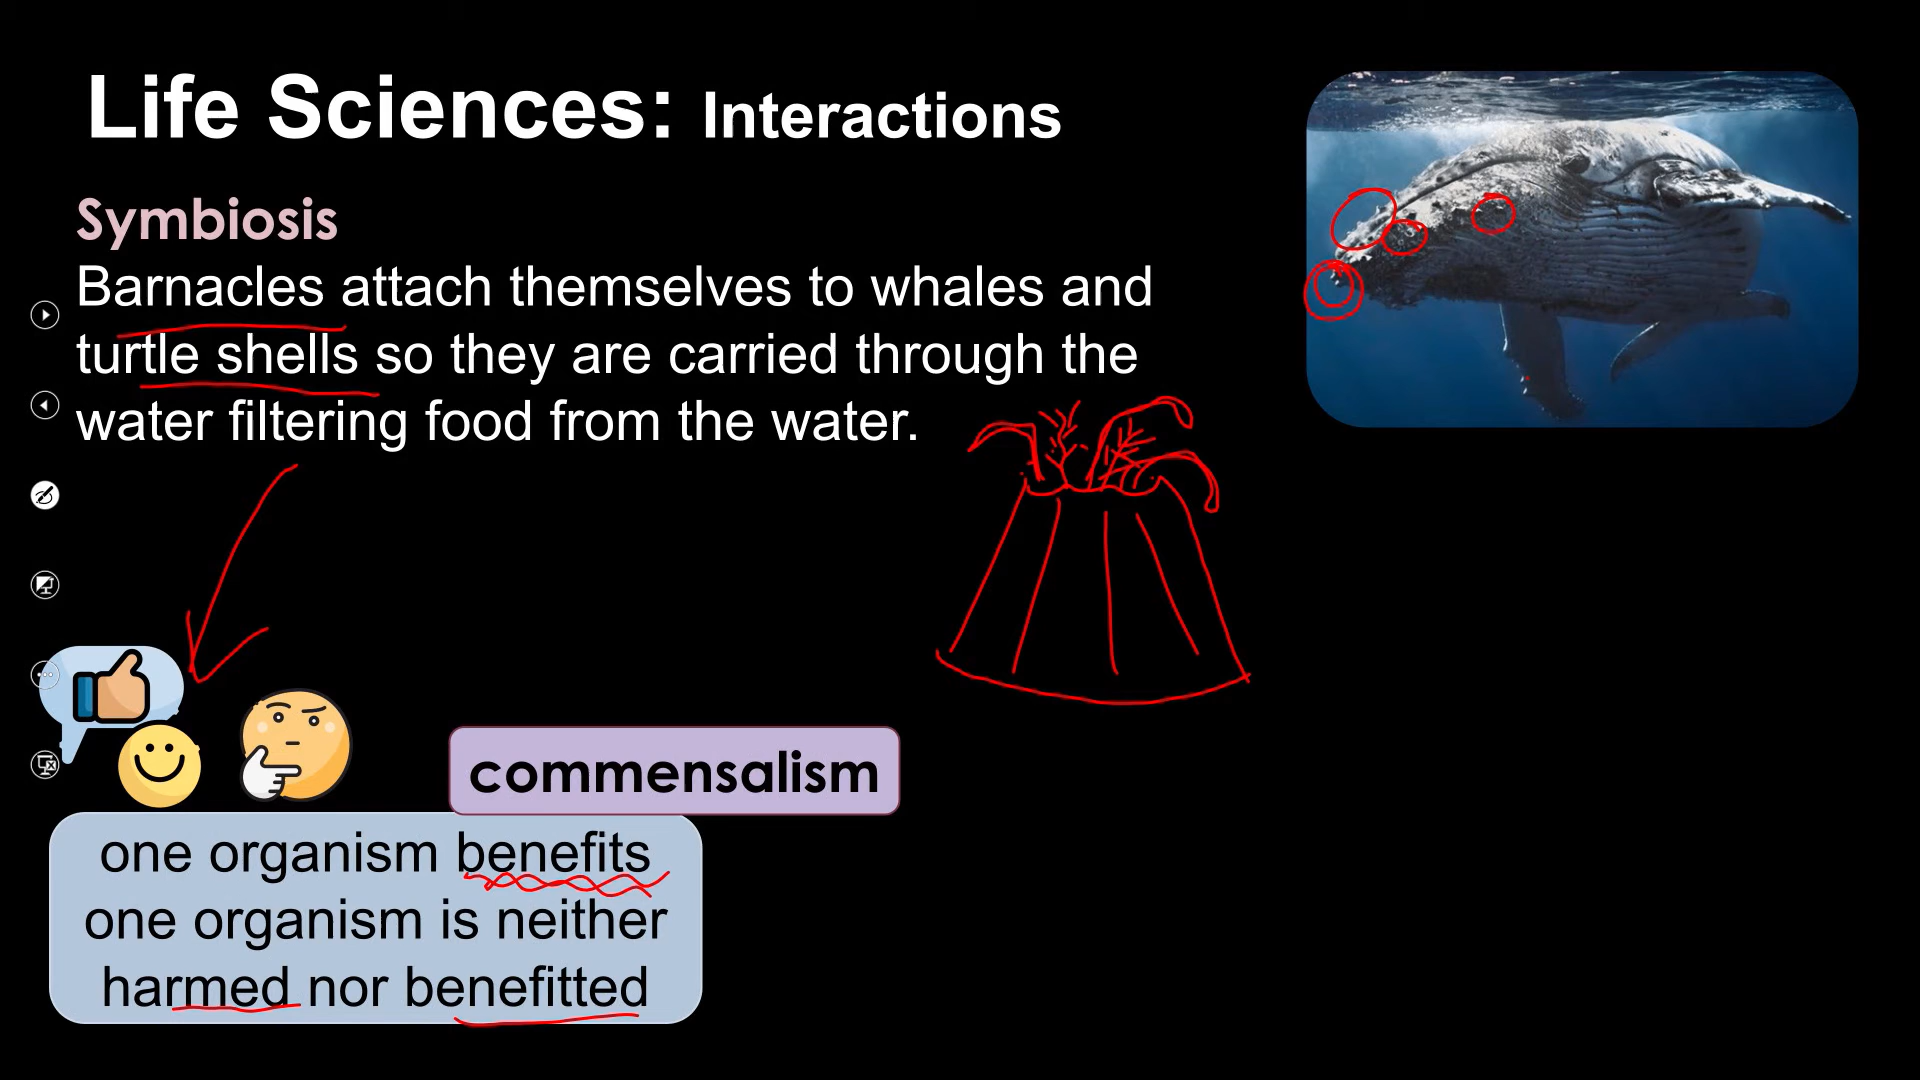 Life Sciences: Interactions
Symbiosis
Barnacles attach themselves to whales and
turtle shells so they are carried through the
water filtering food from the water.
commensalism
one organism benefits
one organism is neither
harmed nor benefitted